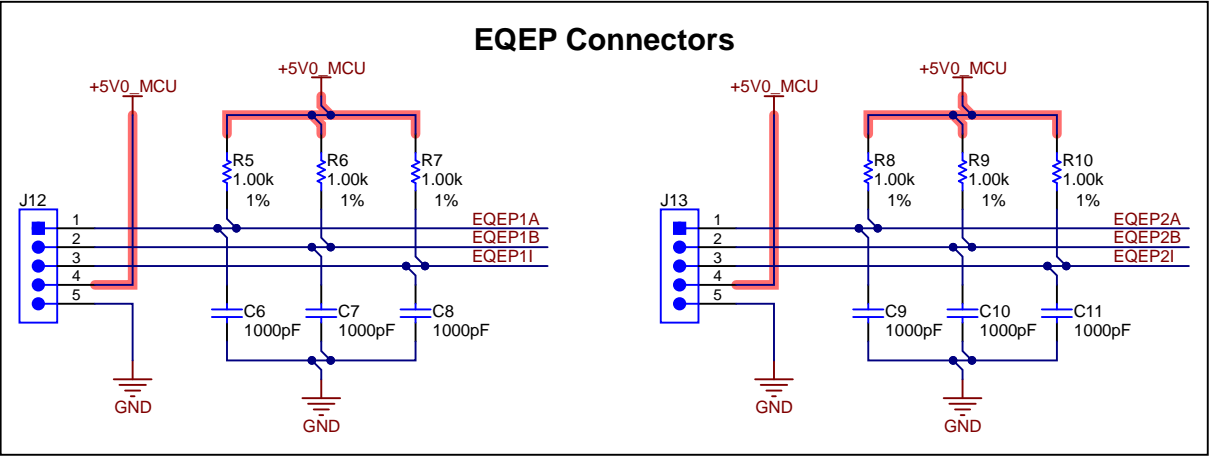 EQEP Connectors
+5V0_MCU
+5V0_MCU
+5V0_MCU
+5V0_MCU
R5
1.00k
1%
R6
1.00k
1%
R7
1.00k
1%
R8
1.00k
1%
R9
1.00k
1%
R10
1.00k
1%
J12
1
2
3
4
5
EQEP1A
EQEP1B
EQEP1I
J13
1
2
3
4
5
EQEP2A
EQEP2B
EQEP2I
C6
1000pF
C7
1000pF
C8
1000pF
C9
1000pF
C10
1000pF
C11
1000pF
GND
GND
GND
GND